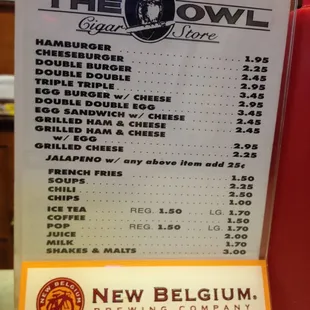 THE OWL
Cigar Store
HAMBURGER 1.95
CHEESEBURGER 2.25
DOUBLE BURGER 2.45
DOUBLE DOUBLE 2.95
TRIPLE TRIPLE 3.45
EGG BURGER w/ CHEESE 2.95
DOUBLE DOUBLE EGG 3.45
EGG SANDWICH w/ CHEESE 2.45
GRILLED HAM & CHEESE 2.45
GRILLED HAM & CHEESE
w/ EGG 2.95
GRILLED CHEESE 2.25
JALAPENO w/ any above item add 25¢
FRENCH FRIES 1.50
SOUPS 2.25
CHILI 2.50
CHIPS 1.00
ICE TEA REG. 1.50 LG. 1.70
COFFEE 1.50
POP REG. 1.50 LG. 1.70
JUICE 2.00
MILK 1.70
SHAKES & MALTS 3.00
NEW BELGIUM
NEW BELGIUM.
BREWING COMPANY